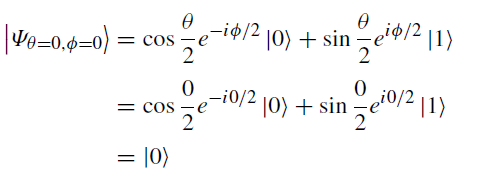 |Ψθ=0,ϕ=0⟩ = cos θ/2 e^{-iϕ/2} |0⟩ + sin θ/2 e^{iϕ/2} |1⟩
= cos 0/2 e^{-i0/2} |0⟩ + sin 0/2 e^{i0/2} |1⟩
= |0⟩